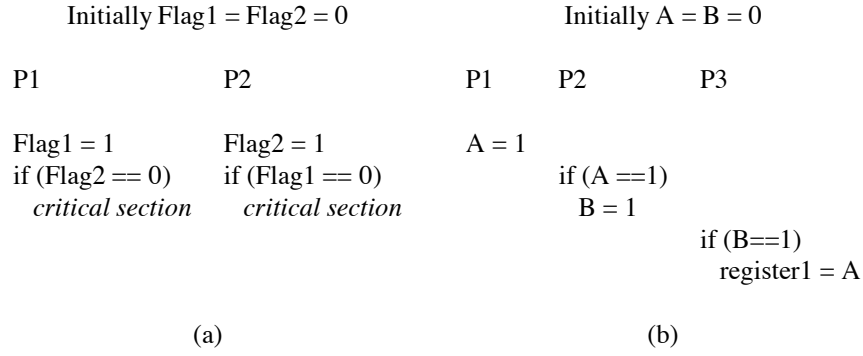 Initially Flag1 = Flag2 = 0
P1 P2
Flag1 = 1 Flag2 = 1
if (Flag2 == 0) if (Flag1 == 0)
critical section critical section
(a)
Initially A = B = 0
P1 P2 P3
A = 1
if (A ==1)
B = 1
if (B==1)
register1 = A
(b)